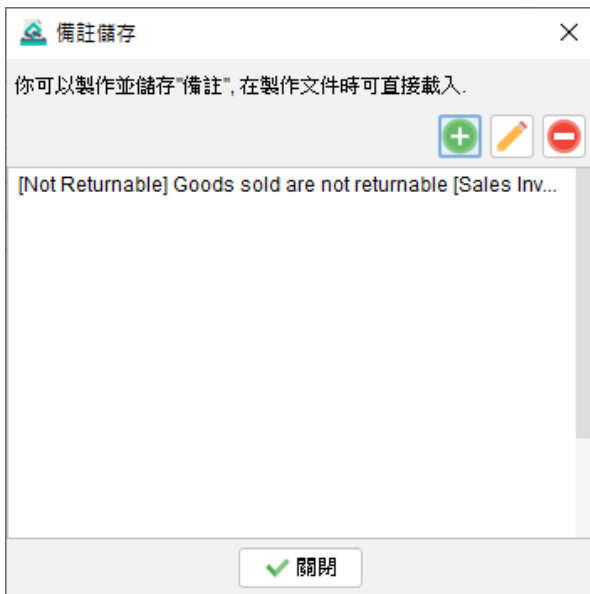 備註儲存
你可以製作並儲存"備註", 在製作文件時可直接載入.
[Not Returnable] Goods sold are not returnable [Sales Inv...
關閉